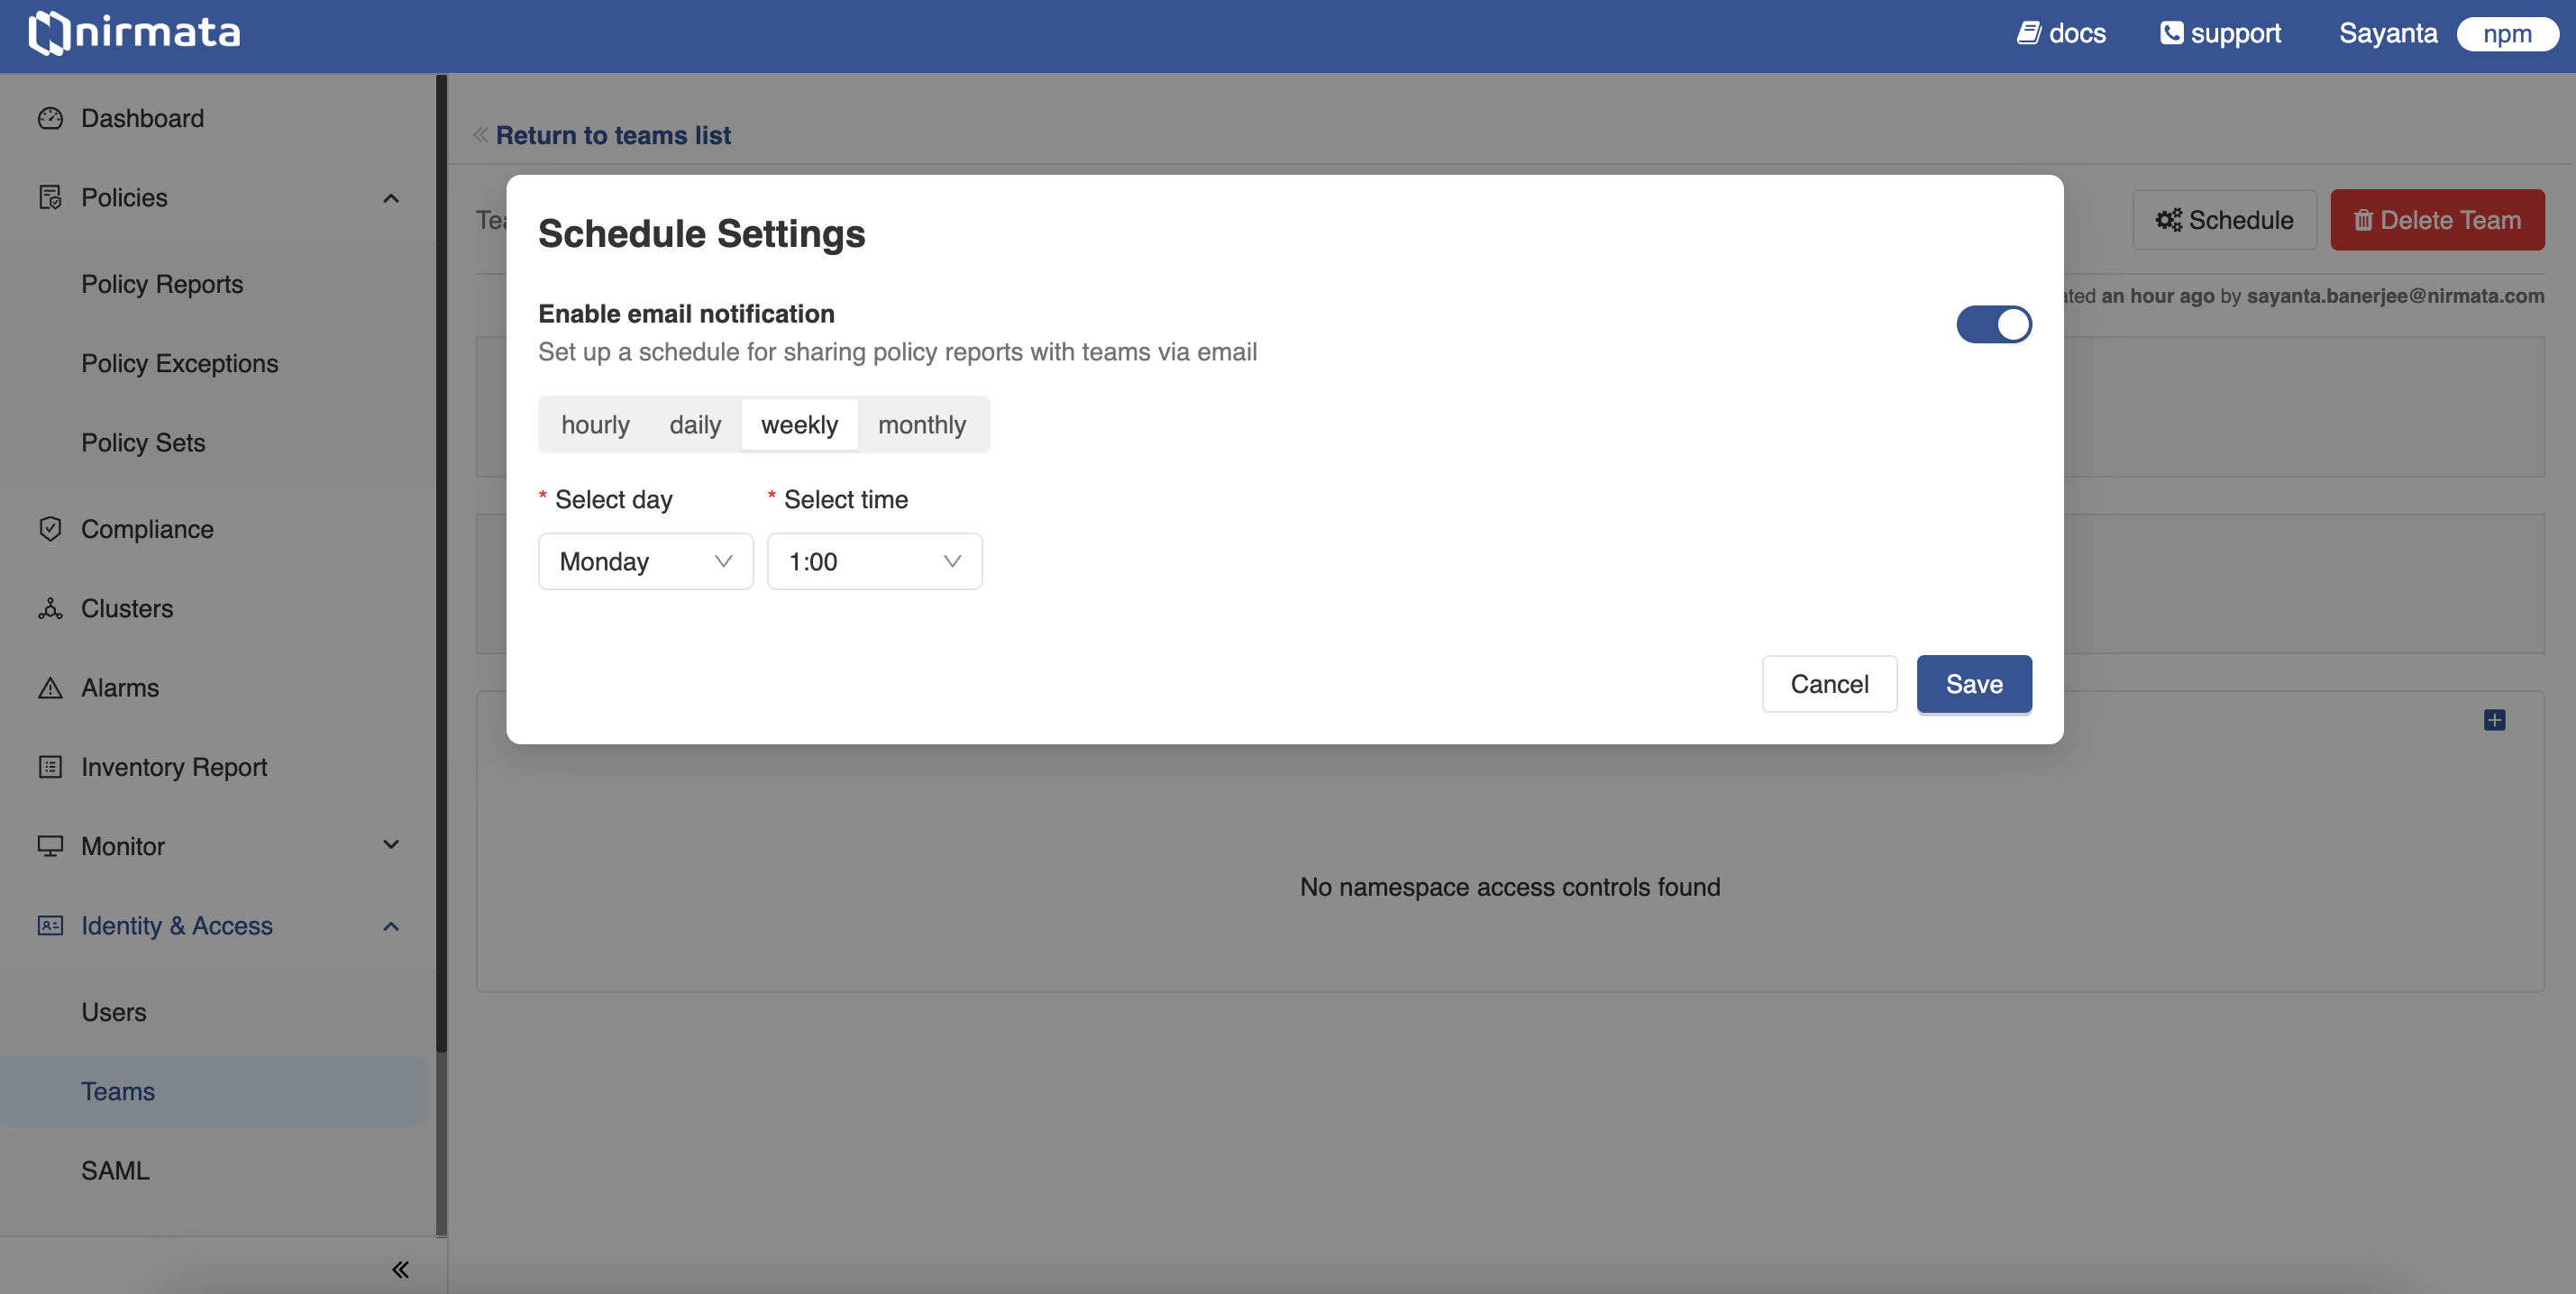 nirmata
docs
support
Sayanta
npm
Dashboard
Policies
Policy Reports
Policy Exceptions
Policy Sets
Compliance
Clusters
Alarms
Inventory Report
Monitor
Identity & Access
Users
Teams
SAML
Return to teams list
Schedule
Delete Team
an hour ago by sayanta.banerjee@nirmata.com
Schedule Settings
Enable email notification
Set up a schedule for sharing policy reports with teams via email
hourly daily weekly monthly
* Select day
* Select time
Monday
1:00
Cancel
Save
No namespace access controls found